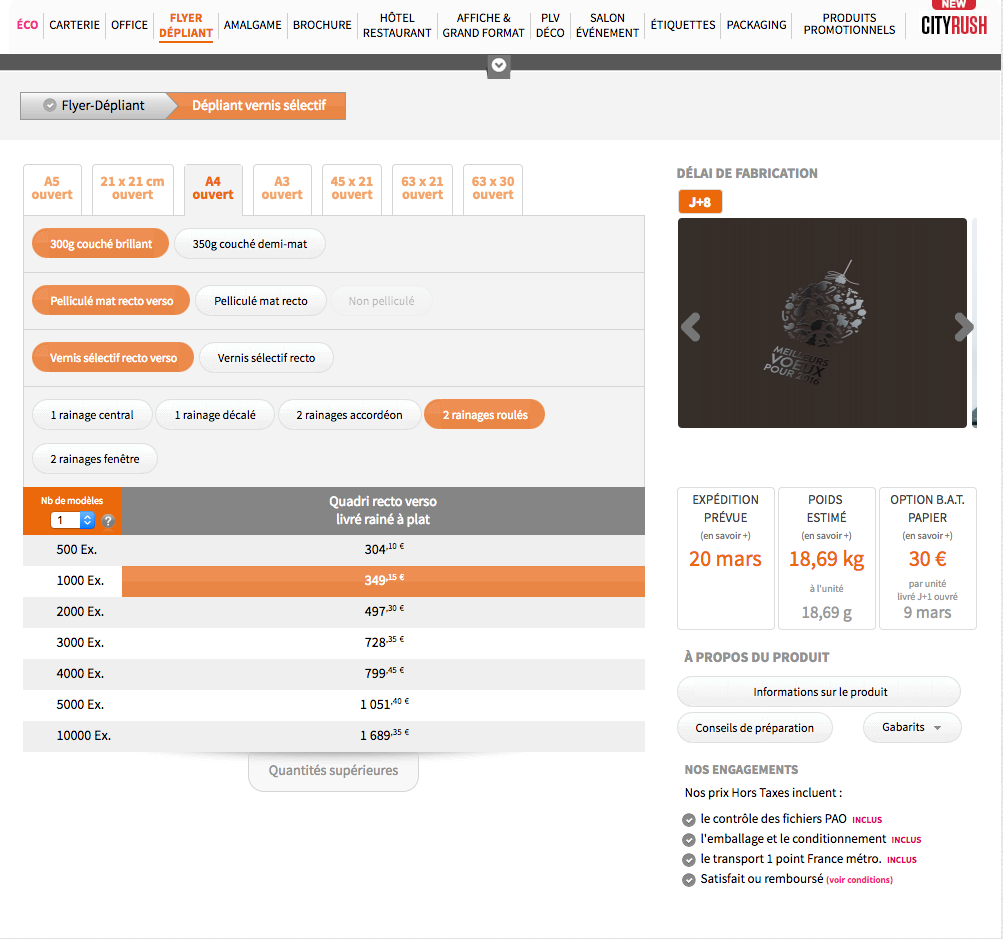 ÉCO
CARTERIE
OFFICE
FLYER
DÉPLIANT
AMALGAME
BROCHURE
HÔTEL
RESTAURANT
AFFICHE &
GRAND FORMAT
PLV
DÉCO
SALON
ÉVÉNEMENT
ÉTIQUETTES
PACKAGING
PRODUITS
PROMOTIONNELS
NEW
CITYRUSH
Flyer-Dépliant
Dépliant vernis sélectif
A5
ouvert
21 x 21 cm
ouvert
A4
ouvert
A3
ouvert
45 x 21
ouvert
63 x 21
ouvert
63 x 30
ouvert
300g couché brillant
350g couché demi-mat
Pelliculé mat recto verso
Pelliculé mat recto
Non pelliculé
Vernis sélectif recto verso
Vernis sélectif recto
1 rainage central
1 rainage décalé
2 rainages accordéon
2 rainages roulés
2 rainages fenêtre
Nb de modèles
1
?
Quadri recto verso
livré rainé à plat
500 Ex. 304,10 €
1000 Ex. 349,15 €
2000 Ex. 497,30 €
3000 Ex. 728,35 €
4000 Ex. 799,45 €
5000 Ex. 1 051,40 €
10000 Ex. 1 689,35 €
Quantités supérieures
DÉLAI DE FABRICATION
J+8
MEILLEURS
VOEUX
POUR 2016
EXPÉDITION
PRÉVUE
(en savoir +)
20 mars
POIDS
ESTIMÉ
(en savoir +)
18,69 kg
à l'unité
18,69 g
OPTION B.A.T.
PAPIER
(en savoir +)
30 €
par unité
livré J+1 ouvré
9 mars
À PROPOS DU PRODUIT
Informations sur le produit
Conseils de préparation
Gabarits
NOS ENGAGEMENTS
Nos prix Hors Taxes incluent :
le contrôle des fichiers PAO INCLUS
l'emballage et le conditionnement INCLUS
le transport 1 point France métro. INCLUS
Satisfait ou remboursé (voir conditions)